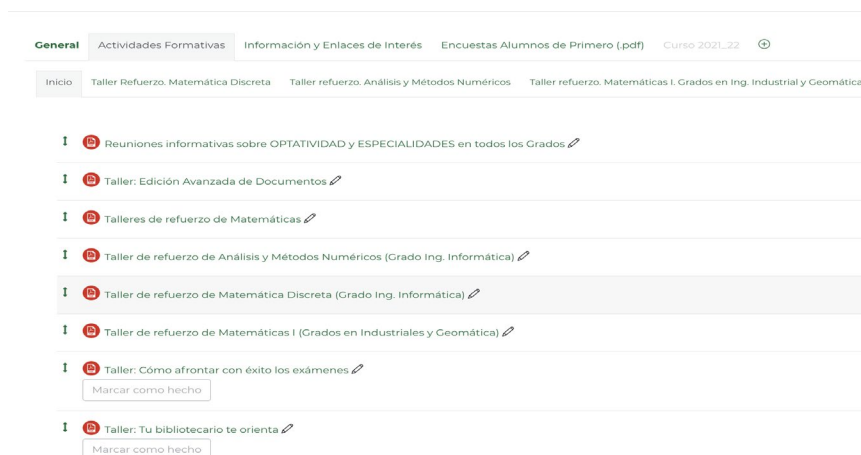 General Actividades Formativas Información y Enlaces de Interés Encuestas Alumnos de Primero (.pdf) Curso 2021_22
Inicio Taller Refuerzo. Matemática Discreta Taller refuerzo. Análisis y Métodos Numéricos Taller refuerzo. Matemáticas I. Grados en Ing. Industrial y Geomática
Reuniones informativas sobre OPTATIVIDAD y ESPECIALIDADES en todos los Grados
Taller: Edición Avanzada de Documentos
Talleres de refuerzo de Matemáticas
Taller de refuerzo de Análisis y Métodos Numéricos (Grado Ing. Informática)
Taller de refuerzo de Matemática Discreta (Grado Ing. Informática)
Taller de refuerzo de Matemáticas I (Grados en Industriales y Geomática)
Taller: Cómo afrontar con éxito los exámenes
Marcar como hecho
Taller: Tu bibliotecario te orienta
Marcar como hecho